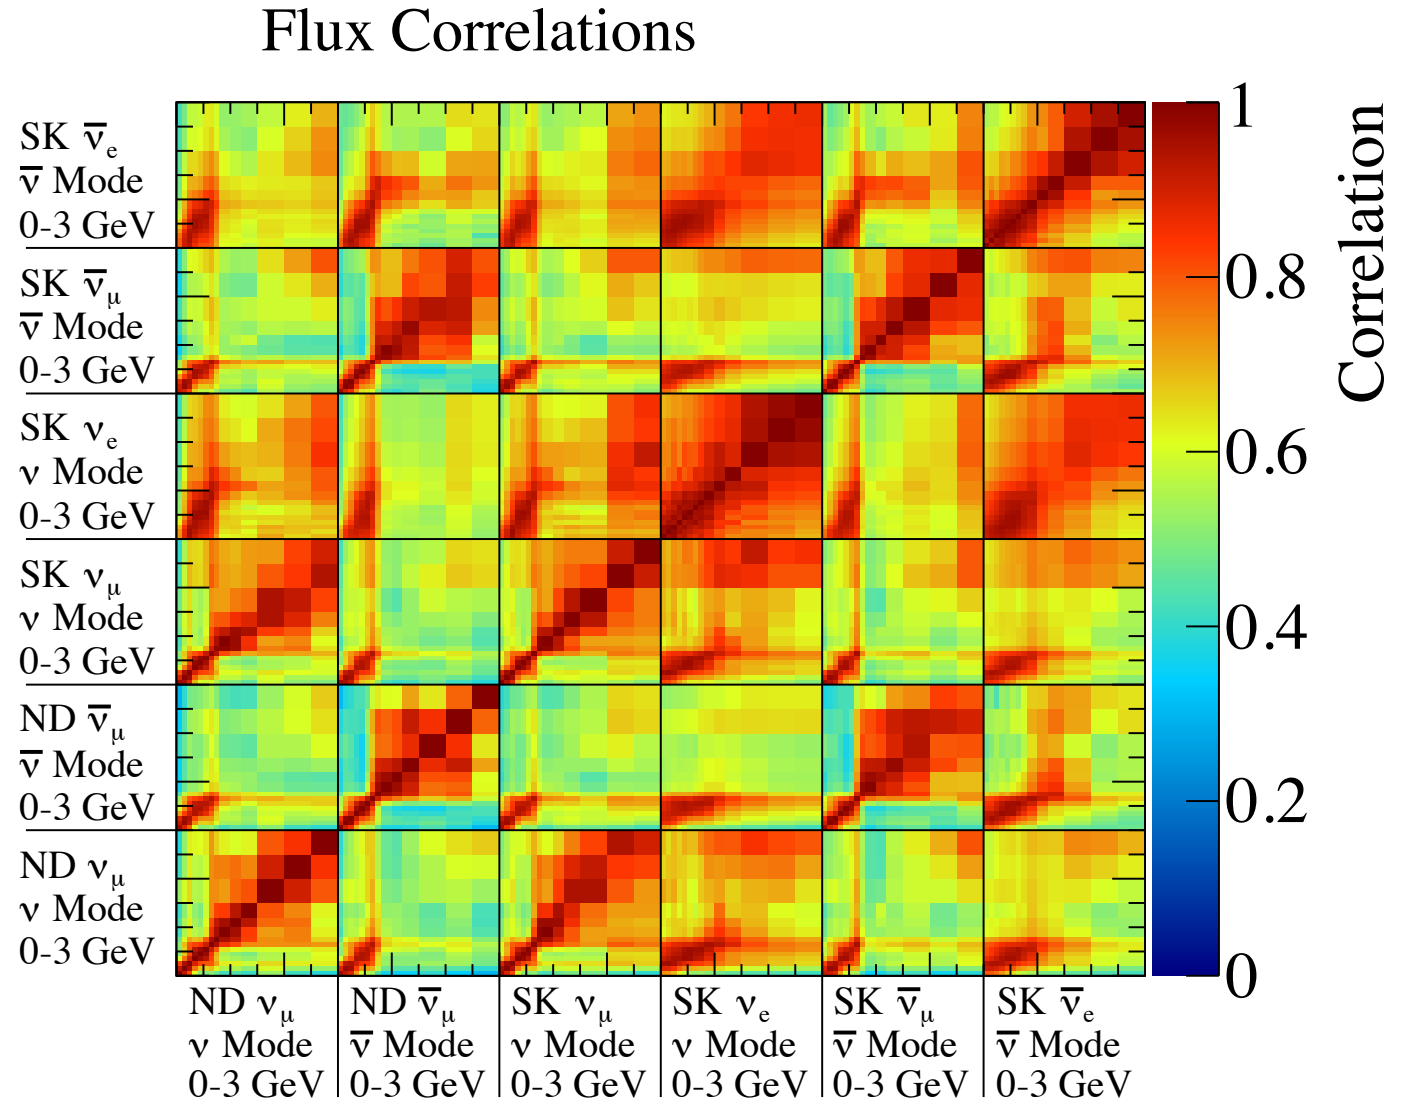 Flux Correlations
SK ν̅e
ν̅ Mode
0-3 GeV
SK ν̅μ
ν̅ Mode
0-3 GeV
SK νe
ν Mode
0-3 GeV
SK νμ
ν Mode
0-3 GeV
ND ν̅μ
ν̅ Mode
0-3 GeV
ND νμ
ν Mode
0-3 GeV
ND νμ
ν Mode
0-3 GeV
ND ν̅μ
ν̅ Mode
0-3 GeV
SK νμ
ν Mode
0-3 GeV
SK νe
ν Mode
0-3 GeV
SK ν̅μ
ν̅ Mode
0-3 GeV
SK ν̅e
ν̅ Mode
0-3 GeV
1
0.8
0.6
0.4
0.2
0
Correlation